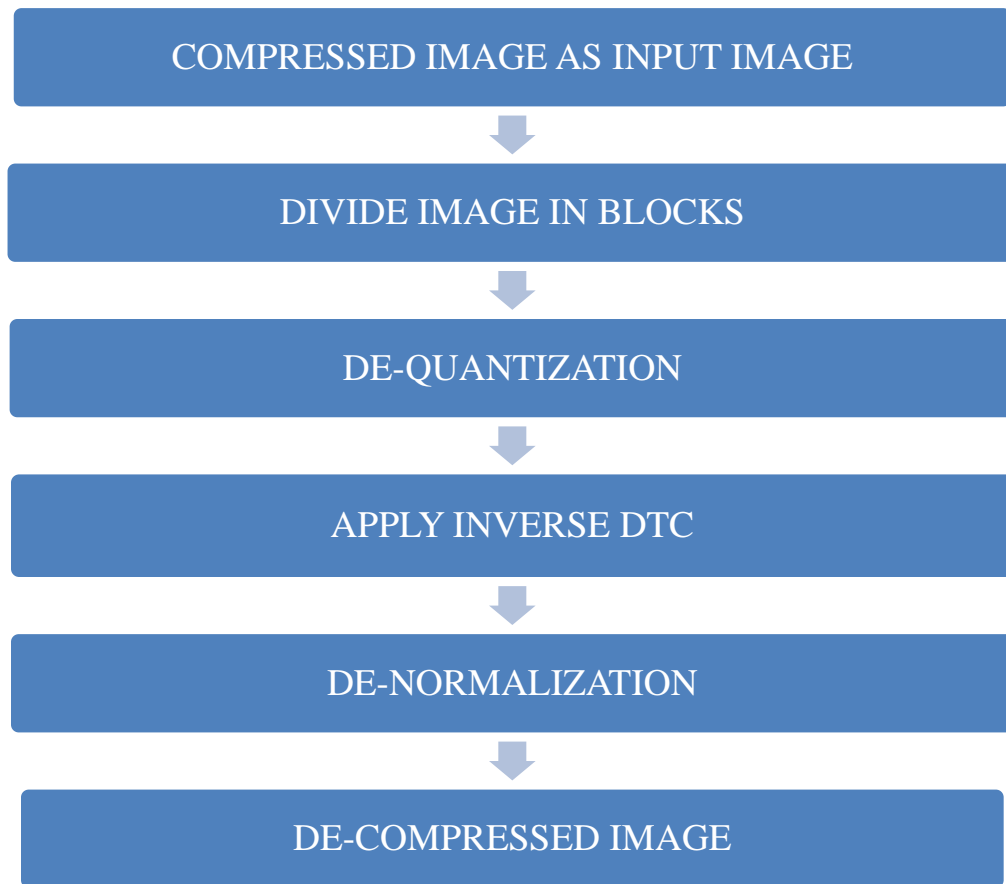 COMPRESSED IMAGE AS INPUT IMAGE
DIVIDE IMAGE IN BLOCKS
DE-QUANTIZATION
APPLY INVERSE DTC
DE-NORMALIZATION
DE-COMPRESSED IMAGE